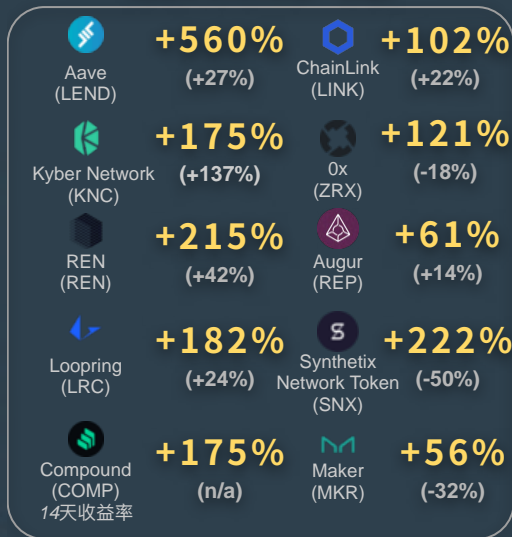 Aave
(LEND)
+560%
(+27%)
ChainLink
(LINK)
+102%
(+22%)
Kyber Network
(KNC)
+175%
(+137%)
0x
(ZRX)
+121%
(-18%)
REN
(REN)
+215%
(+42%)
Augur
(REP)
+61%
(+14%)
Loopring
(LRC)
+182%
(+24%)
Synthetix
Network Token
(SNX)
+222%
(-50%)
Compound
(COMP)
14天收益率
+175%
(n/a)
Maker
(MKR)
+56%
(-32%)